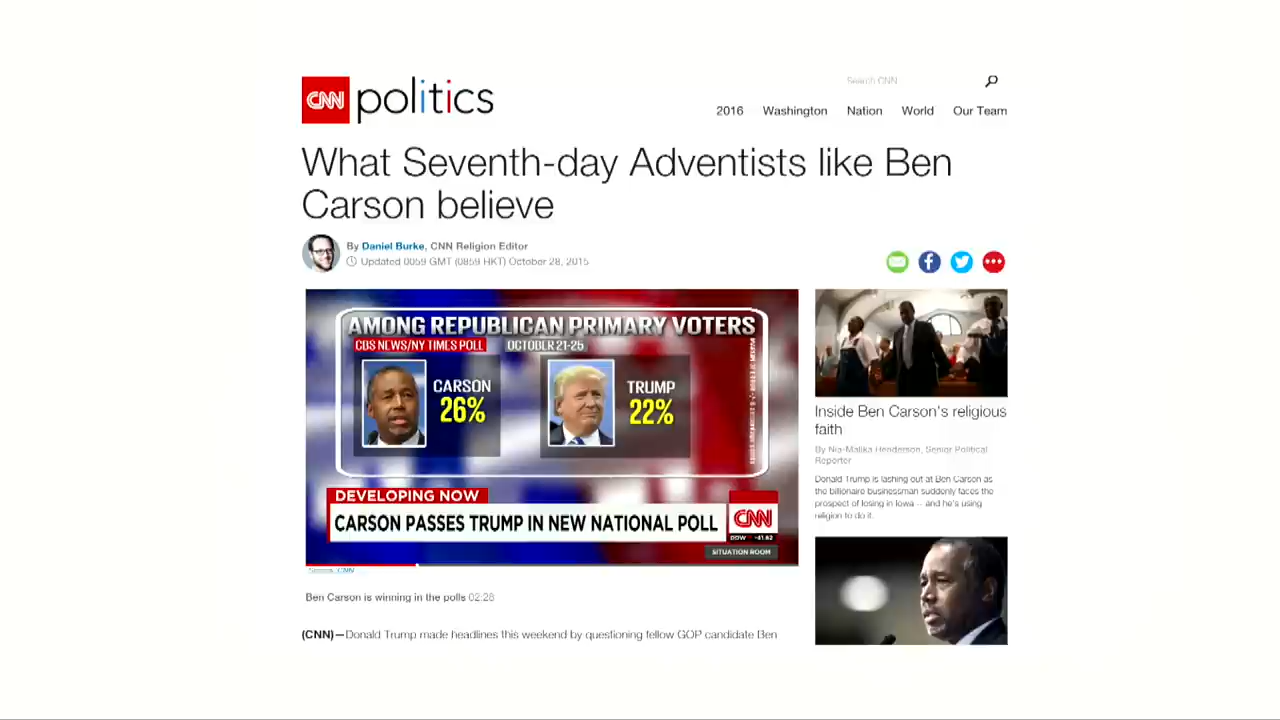 CNN politics
Search CNN
2016 Washington Nation World Our Team
What Seventh-day Adventists like Ben
Carson believe
By Daniel Burke, CNN Religion Editor
Updated 0059 GMT (0859 HKT) October 28, 2015
AMONG REPUBLICAN PRIMARY VOTERS
CBS NEWS/NY TIMES POLL OCTOBER 21-25
CARSON
26%
TRUMP
22%
DEVELOPING NOW
CARSON PASSES TRUMP IN NEW NATIONAL POLL
CNN
DOW -41.62
SITUATION ROOM
Source: CNN
Ben Carson is winning in the polls 02:28
(CNN)—Donald Trump made headlines this weekend by questioning fellow GOP candidate Ben
Inside Ben Carson's religious
faith
By Nia-Malika Henderson, Senior Political
Reporter
Donald Trump is lashing out at Ben Carson as
the billionaire businessman suddenly faces the
prospect of losing in Iowa -- and he's using
religion to do it.